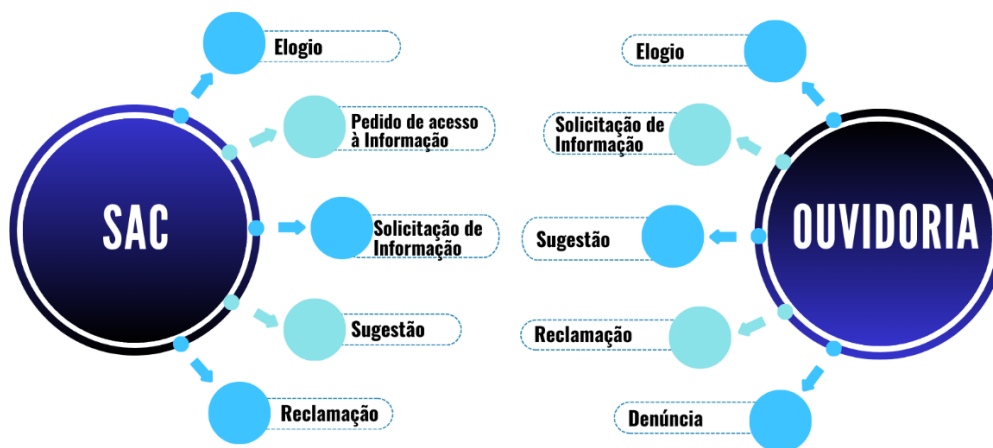 SAC
Elogio
Pedido de acesso
à Informação
Solicitação de
Informação
Sugestão
Reclamação
OUVIDORIA
Elogio
Solicitação de
Informação
Sugestão
Reclamação
Denúncia